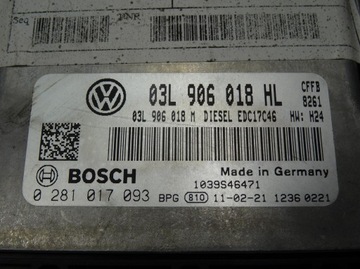 03L 906 018 HL CFFB
8261
03L 906 018 M DIESEL EDC17C46 HW: H24
BOSCH
Made in Germany
1039S46471
0 281 017 093 BPG 810 11-02-21 1236 0221